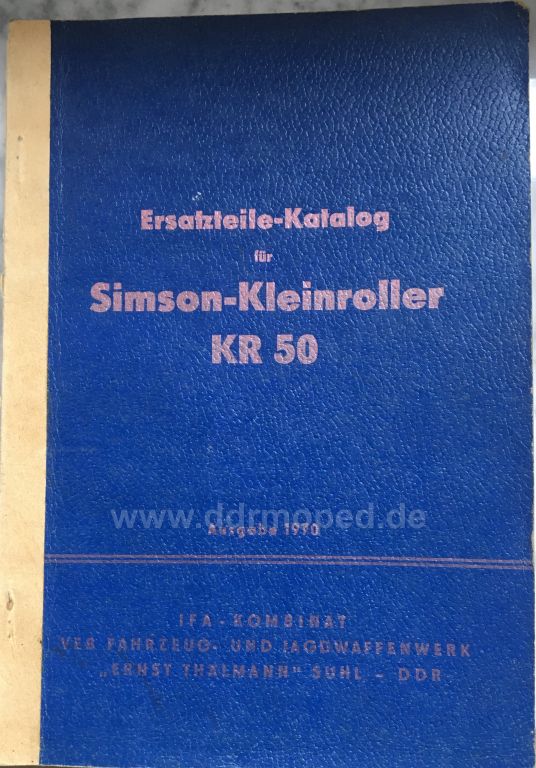 Ersatzteile-Katalog
für
Simson-Kleinroller
KR 50
www.ddrmoped.de
Ausgabe
IFA - KOMBINAT
VEB FAHRZEUG- UND JAGDWAFFENWERK
„ERNST THÄLMANN" SUHL - DDR